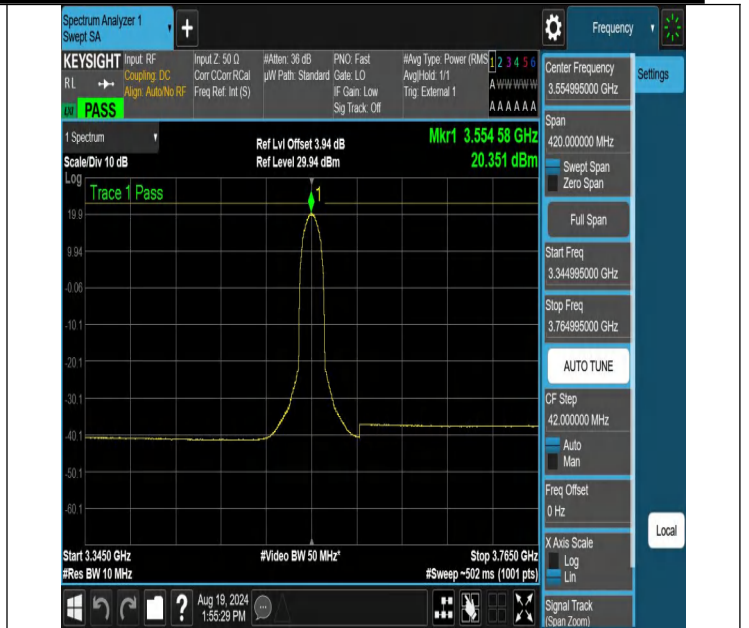 Spectrum Analyzer 1
Swept SA
+
Frequency
KEYSIGHT
RL
PASS
Input: RF
Coupling: DC
Align: Auto/No RF
Input Z: 50 Ω
Corr CCorr RCal
Freq Ref: Int (S)
#Atten: 36 dB
µW Path: Standard
PNO: Fast
Gate: LO
IF Gain: Low
Sig Track: Off
#Avg Type: Power (RMS
Avg|Hold: 1/1
Trig: External 1
1 2 3 4 5 6
A W W W W W
A A A A A A
1 Spectrum
Scale/Div 10 dB
Ref Lvl Offset 3.94 dB
Ref Level 29.94 dBm
Mkr1 3.554 58 GHz
20.351 dBm
Log
Trace 1 Pass
1
19.9
9.94
-0.06
-10.1
-20.1
-30.1
-40.1
-50.1
-60.1
Start 3.3450 GHz
#Res BW 10 MHz
#Video BW 50 MHz*
Stop 3.7650 GHz
#Sweep ~502 ms (1001 pts)
Center Frequency
3.554995000 GHz
Settings
Span
420.000000 MHz
Swept Span
Zero Span
Full Span
Start Freq
3.344995000 GHz
Stop Freq
3.764995000 GHz
AUTO TUNE
CF Step
42.000000 MHz
Auto
Man
Freq Offset
0 Hz
X Axis Scale
Log
Lin
Local
Signal Track
(Span Zoom)
?
Aug 19, 2024
1:55:29 PM